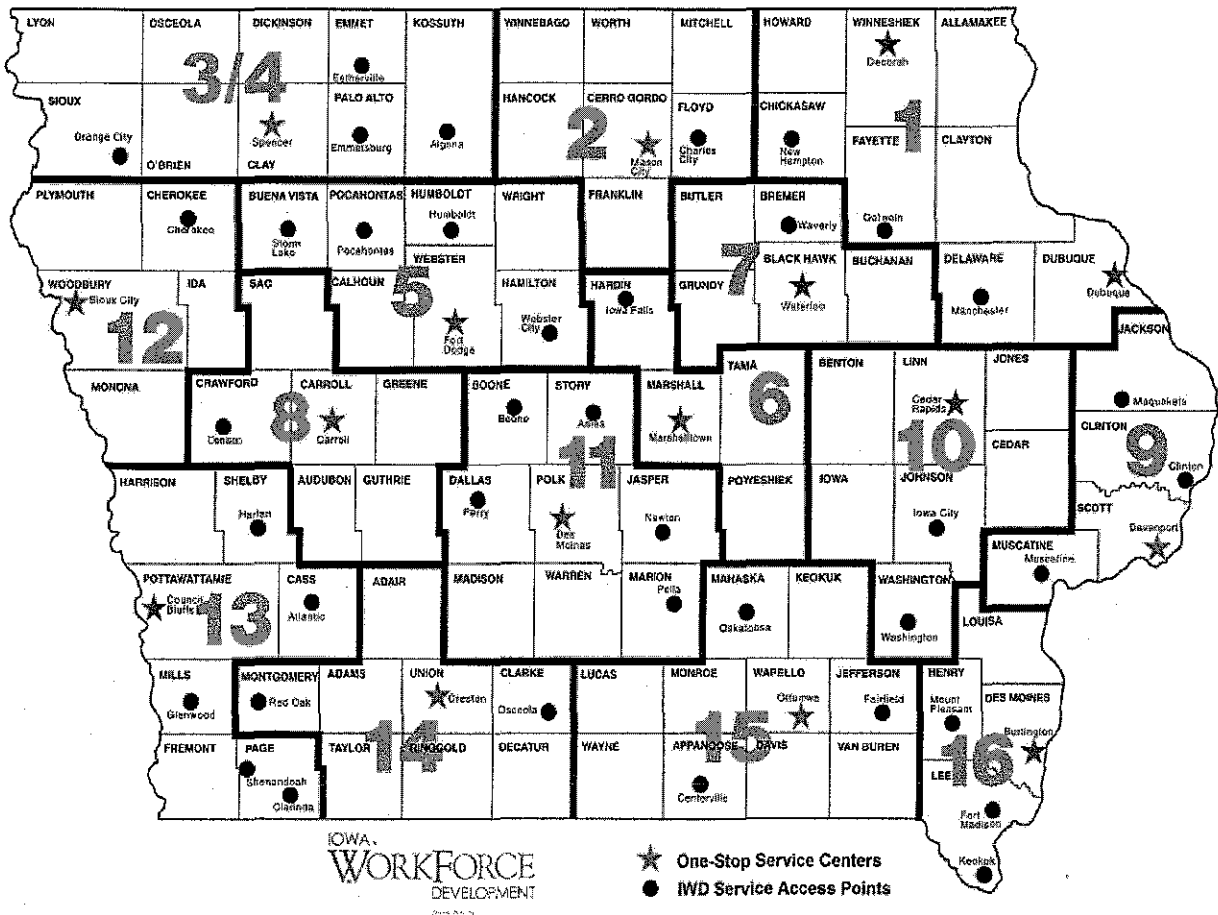 LYON OSCEOLA DICKINSON EMMET KOSSUTH WINNEBAGO WORTH MITCHELL HOWARD WINNESHIEK ALLAMAKEE
Decorah
Estherville
3/4
SIOUX PALO ALTO HANCOCK CERRO GORDO FLOYD CHICKASAW
2 1
Orange City Spencer Emmetsburg Algona Mason City Charles City New Hampton FAYETTE CLAYTON
O'BRIEN CLAY
PLYMOUTH CHEROKEE BUENA VISTA POCAHONTAS HUMBOLDT WRIGHT FRANKLIN BUTLER BREMER
Cherokee Storm Lake Pocahontas Humboldt Waverly Oelwein
WEBSTER BLACK HAWK BUCHANAN DELAWARE DUBUQUE
WOODBURY IDA SAC CALHOUN HAMILTON HARDIN GRUNDY
5 7
Sioux City Iowa Falls Waterloo Manchester Dubuque
12
Fort Dodge Webster City
JACKSON
MONONA CRAWFORD CARROLL GREENE BOONE STORY MARSHALL TAMA BENTON LINN JONES
8 6
Denison Carroll Boone Ames Marshalltown Cedar Rapids Maquoketa
11 10 9
CLINTON
CEDAR
Clinton
HARRISON SHELBY AUDUBON GUTHRIE DALLAS POLK JASPER POWESHIEK IOWA JOHNSON
SCOTT
Harlan Perry Des Moines Newton Iowa City Davenport
MUSCATINE
Muscatine
POTTAWATTAMIE CASS ADAIR MADISON WARREN MARION MAHASKA KEOKUK WASHINGTON
Council Bluffs Atlantic Pella Oskaloosa Washington
13
LOUISA
MILLS MONTGOMERY ADAMS UNION CLARKE LUCAS MONROE WAPELLO JEFFERSON HENRY
DES MOINES
Glenwood Red Oak Creston Osceola Ottumwa Fairfield Mount Pleasant
Burlington
FREMONT PAGE TAYLOR RINGGOLD DECATUR WAYNE APPANOOSE DAVIS VAN BUREN LEE
14 15 16
Shenandoah
Clarinda Centerville Fort Madison
Keokuk
IOWA
WORKFORCE
DEVELOPMENT
One-Stop Service Centers
IWD Service Access Points